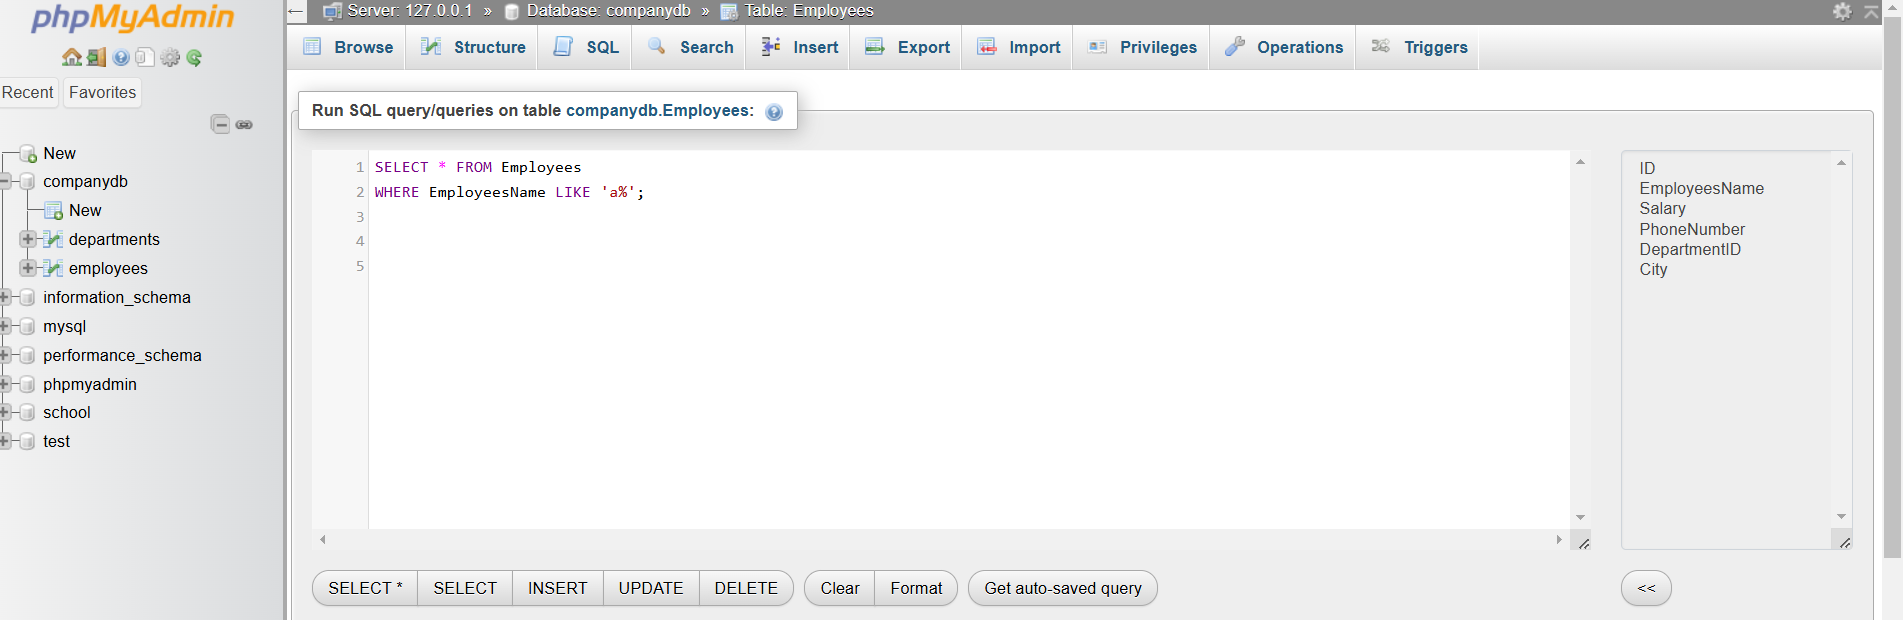 phpMyAdmin
Recent
Favorites
New
companydb
New
departments
employees
information_schema
mysql
performance_schema
phpmyadmin
school
test
Server: 127.0.0.1 » Database: companydb » Table: Employees
Browse Structure SQL Search Insert Export Import Privileges Operations Triggers
Run SQL query/queries on table companydb.Employees:
1 SELECT * FROM Employees
2 WHERE EmployeesName LIKE 'a%';
3
4
5
ID
EmployeesName
Salary
PhoneNumber
DepartmentID
City
SELECT * SELECT INSERT UPDATE DELETE Clear Format Get auto-saved query <<